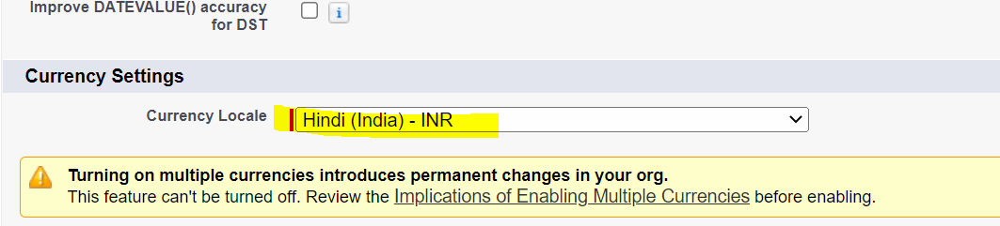 Improve DATEVALUE() accuracy
for DST
i
Currency Settings
Currency Locale
Hindi (India) - INR
Turning on multiple currencies introduces permanent changes in your org.
This feature can't be turned off. Review the Implications of Enabling Multiple Currencies before enabling.